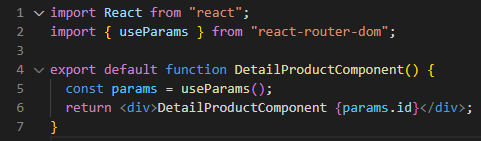 1 import React from "react";
2 import { useParams } from "react-router-dom";
3
4 export default function DetailProductComponent() {
5   const params = useParams();
6   return <div>DetailProductComponent {params.id}</div>;
7 }